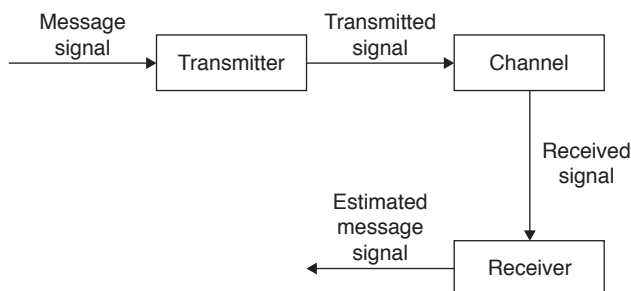 Message
signal
Transmitter
Transmitted
signal
Channel
Received
signal
Receiver
Estimated
message
signal